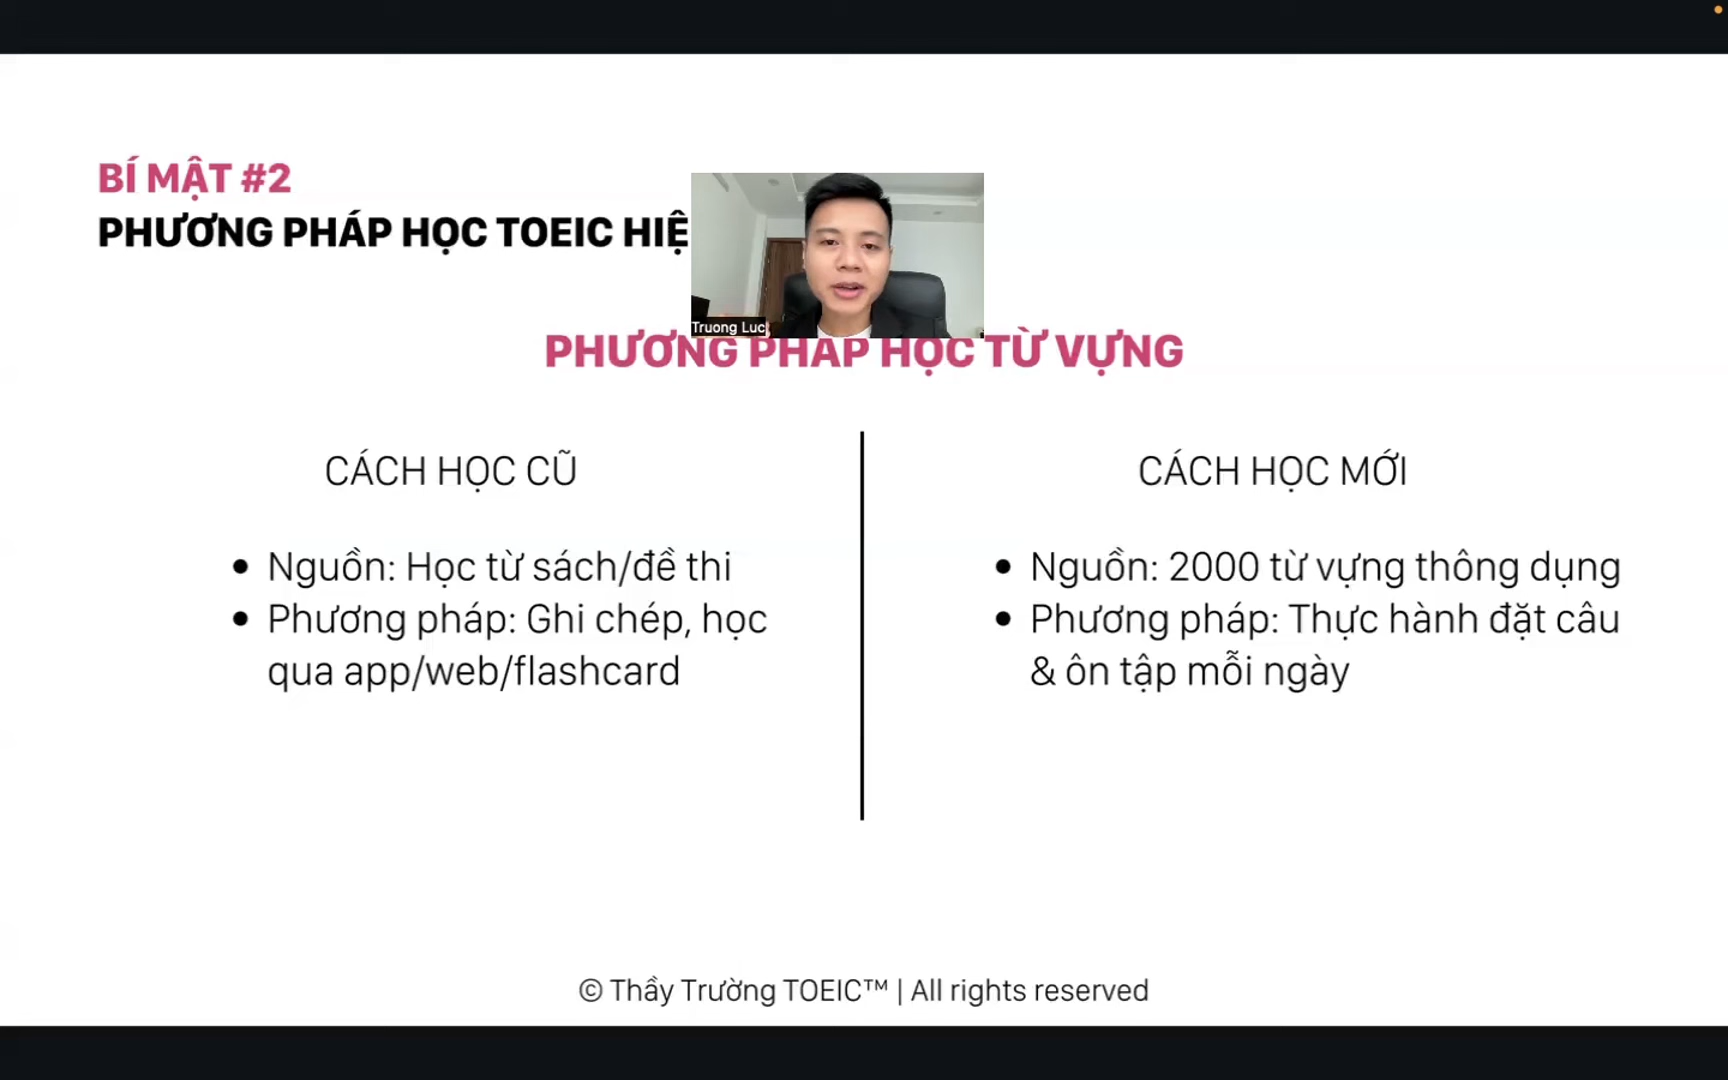 BÍ MẬT #2
PHƯƠNG PHÁP HỌC TOEIC HIỆ
Truong Luc
PHƯƠNG PHÁP HỌC TỪ VỰNG
CÁCH HỌC CŨ
• Nguồn: Học từ sách/đề thi
• Phương pháp: Ghi chép, học
qua app/web/flashcard
CÁCH HỌC MỚI
• Nguồn: 2000 từ vựng thông dụng
• Phương pháp: Thực hành đặt câu
& ôn tập mỗi ngày
© Thầy Trường TOEIC™ | All rights reserved